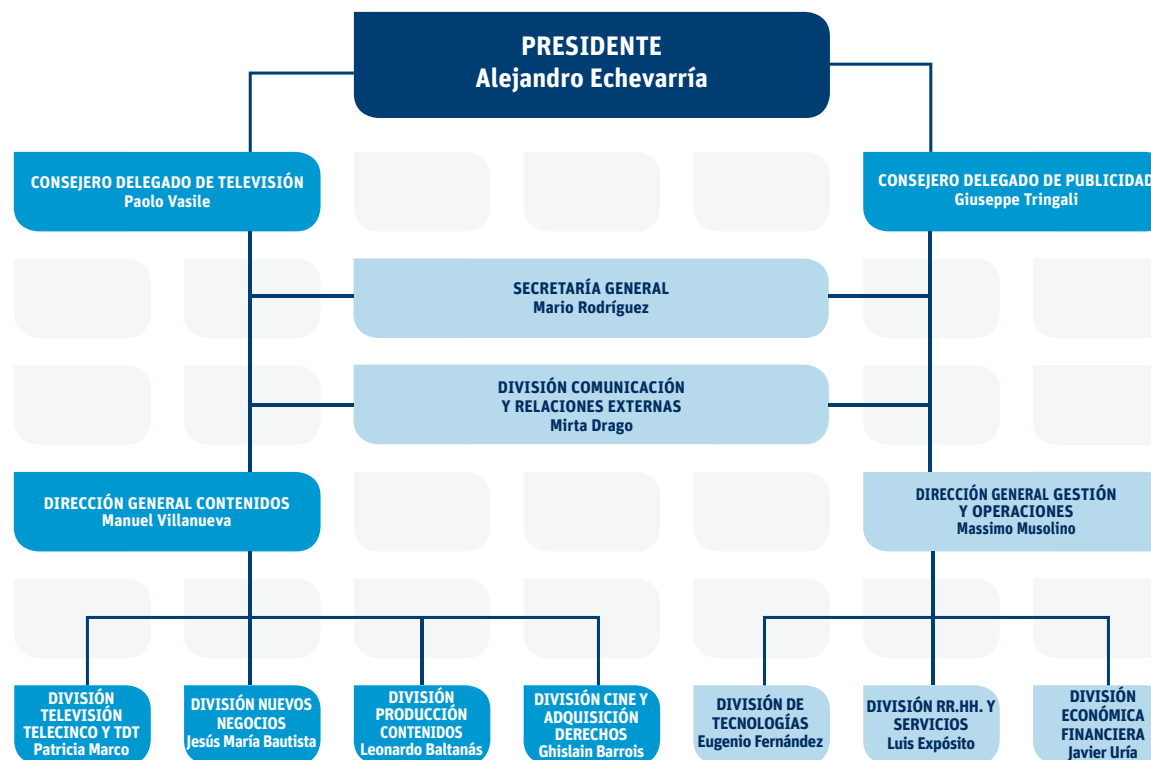 PRESIDENTE
Alejandro Echevarría
CONSEJERO DELEGADO DE TELEVISIÓN
Paolo Vasile
CONSEJERO DELEGADO DE PUBLICIDAD
Giuseppe Tringali
SECRETARÍA GENERAL
Mario Rodríguez
DIVISIÓN COMUNICACIÓN
Y RELACIONES EXTERNAS
Mirta Drago
DIRECCIÓN GENERAL CONTENIDOS
Manuel Villanueva
DIRECCIÓN GENERAL GESTIÓN
Y OPERACIONES
Massimo Musolino
DIVISIÓN
TELEVISIÓN
TELECINCO Y TDT
Patricia Marco
DIVISIÓN NUEVOS
NEGOCIOS
Jesús María Bautista
DIVISIÓN
PRODUCCIÓN
CONTENIDOS
Leonardo Baltanás
DIVISIÓN CINE Y
ADQUISICIÓN
DERECHOS
Ghislain Barrois
DIVISIÓN DE
TECNOLOGÍAS
Eugenio Fernández
DIVISIÓN RR.HH. Y
SERVICIOS
Luis Expósito
DIVISIÓN
ECONÓMICA
FINANCIERA
Javier Uría